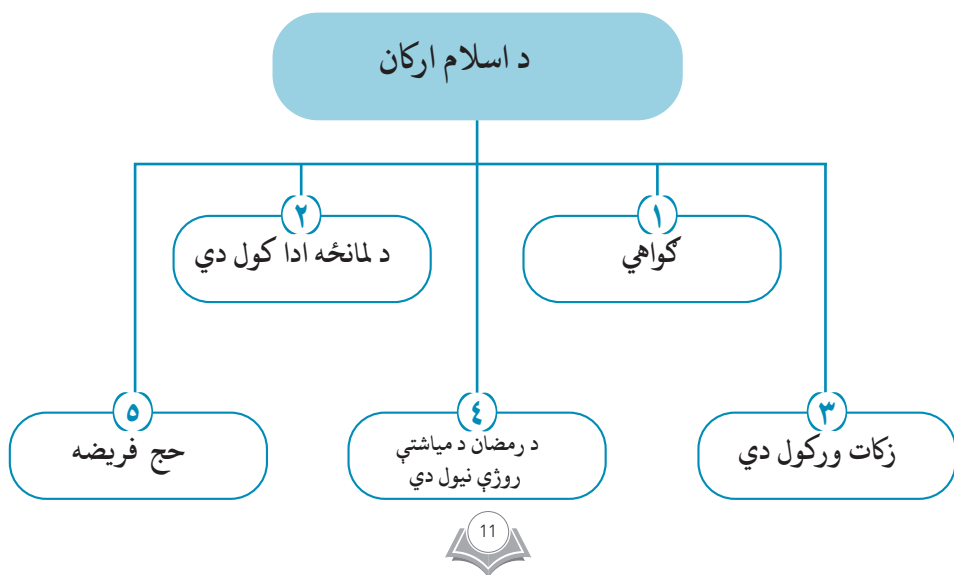 د اسلام ارکان
١
ګواهي
٢
د لمانځه ادا کول دي
٣
زکات ورکول دي
٤
د رمضان د میاشتې
روژې نیول دي
٥
حج فريضه
11